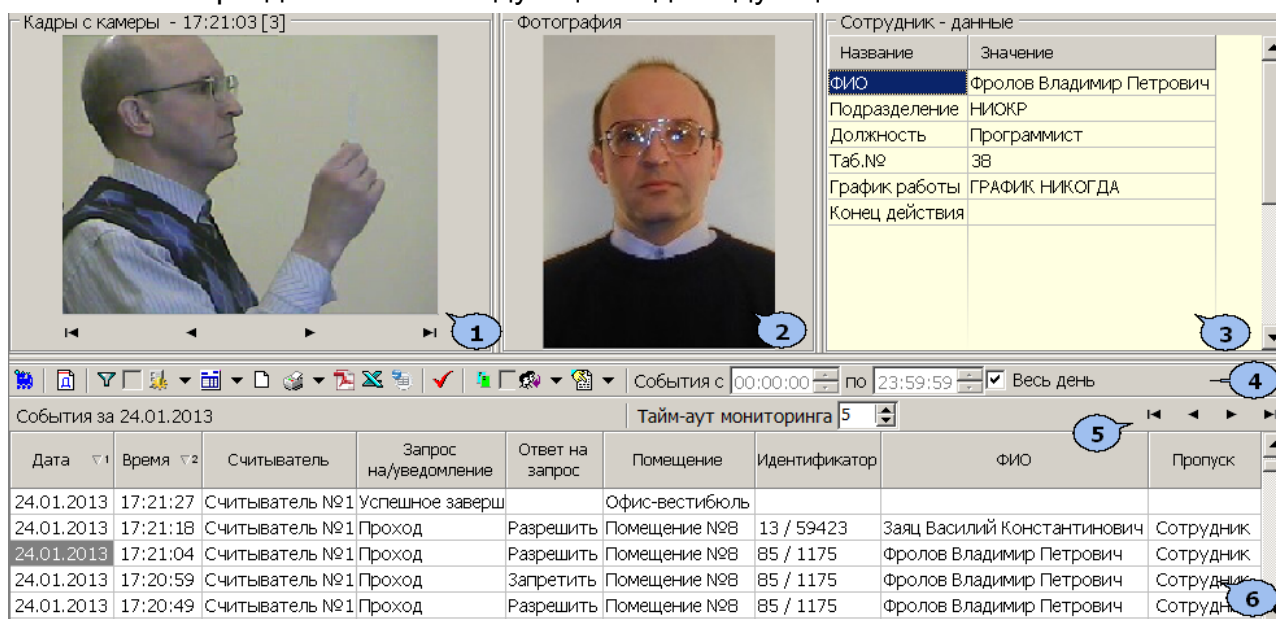 Кадры с камеры - 17:21:03 [3]
Фотография
Сотрудник - данные
Название Значение
ФИО Фролов Владимир Петрович
Подразделение НИОКР
Должность Программист
Таб.№ 38
График работы ГРАФИК НИКОГДА
Конец действия
1
2
3
События с 00:00:00 по 23:59:59 Весь день
4
События за 24.01.2013 Тайм-аут мониторинга 5
5
Дата 1 Время 2 Считыватель Запрос на/уведомление Ответ на запрос Помещение Идентификатор ФИО Пропуск
24.01.2013 17:21:27 Считыватель №1 Успешное заверш Офис-вестибюль
24.01.2013 17:21:18 Считыватель №1 Проход Разрешить Помещение №8 13 / 59423 Заяц Василий Константинович Сотрудник
24.01.2013 17:21:04 Считыватель №1 Проход Разрешить Помещение №8 85 / 1175 Фролов Владимир Петрович Сотрудник
24.01.2013 17:20:59 Считыватель №1 Проход Запретить Помещение №8 85 / 1175 Фролов Владимир Петрович Сотрудник
24.01.2013 17:20:49 Считыватель №1 Проход Разрешить Помещение №8 85 / 1175 Фролов Владимир Петрович
6